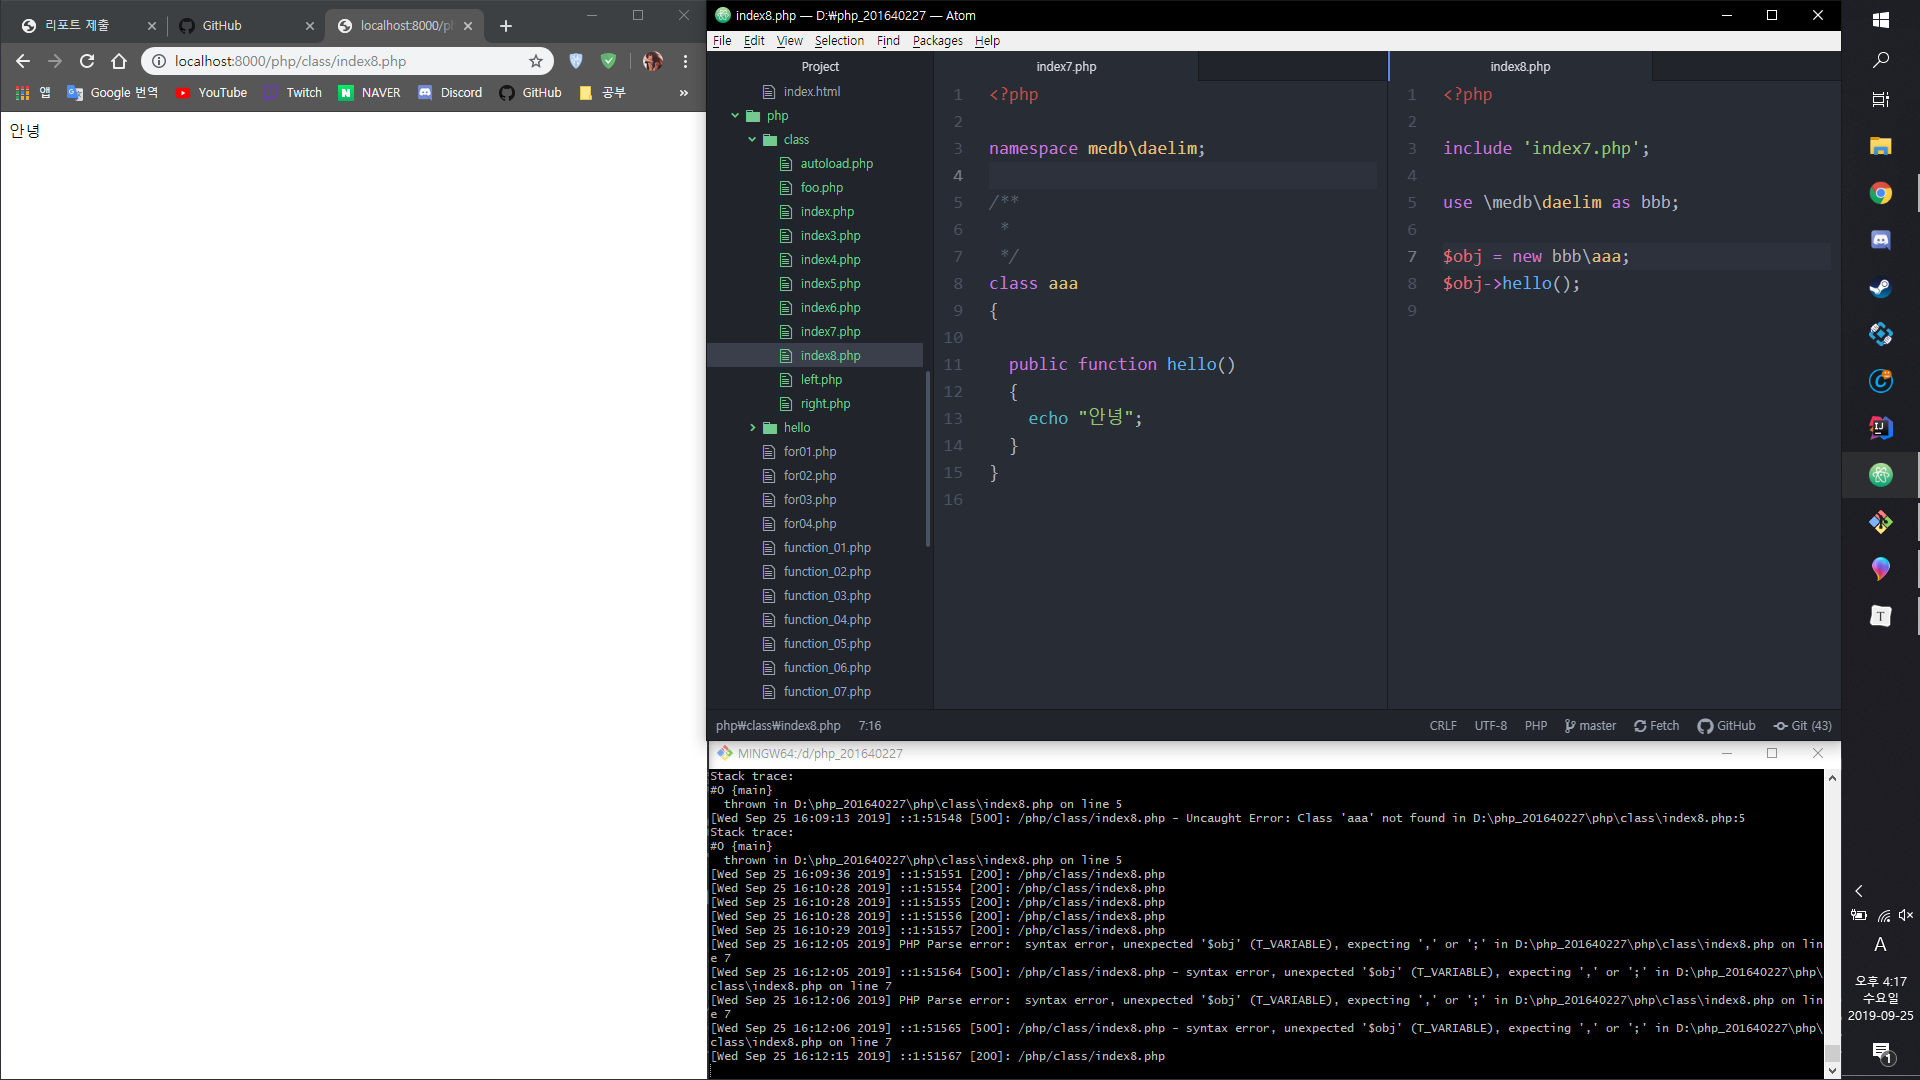 리포트 제출
GitHub
localhost:8000/p
localhost:8000/php/class/index8.php
앱
Google 번역
YouTube
Twitch
NAVER
Discord
GitHub
공부
»
안녕
index8.php — D:₩php_201640227 — Atom
File Edit View Selection Find Packages Help
Project
index.html
php
class
autoload.php
foo.php
index.php
index3.php
index4.php
index5.php
index6.php
index7.php
index8.php
left.php
right.php
hello
for01.php
for02.php
for03.php
for04.php
function_01.php
function_02.php
function_03.php
function_04.php
function_05.php
function_06.php
function_07.php
index7.php
1 <?php
2
3 namespace medb\daelim;
4
5 /**
6  *
7  */
8 class aaa
9 {
10
11   public function hello()
12   {
13     echo "안녕";
14   }
15 }
16
index8.php
1 <?php
2
3 include 'index7.php';
4
5 use \medb\daelim as bbb;
6
7 $obj = new bbb\aaa;
8 $obj->hello();
9
php₩class₩index8.php 7:16
CRLF UTF-8 PHP master Fetch GitHub Git (43)
MINGW64:/d/php_201640227
Stack trace:
#0 {main}
  thrown in D:\php_201640227\php\class\index8.php on line 5
[Wed Sep 25 16:09:13 2019] ::1:51548 [500]: /php/class/index8.php - Uncaught Error: Class 'aaa' not found in D:\php_201640227\php\class\index8.php:5
Stack trace:
#0 {main}
  thrown in D:\php_201640227\php\class\index8.php on line 5
[Wed Sep 25 16:09:36 2019] ::1:51551 [200]: /php/class/index8.php
[Wed Sep 25 16:10:28 2019] ::1:51554 [200]: /php/class/index8.php
[Wed Sep 25 16:10:28 2019] ::1:51555 [200]: /php/class/index8.php
[Wed Sep 25 16:10:28 2019] ::1:51556 [200]: /php/class/index8.php
[Wed Sep 25 16:10:29 2019] ::1:51557 [200]: /php/class/index8.php
[Wed Sep 25 16:12:05 2019] PHP Parse error:  syntax error, unexpected '$obj' (T_VARIABLE), expecting ',' or ';' in D:\php_201640227\php\class\index8.php on lin
e 7
[Wed Sep 25 16:12:05 2019] ::1:51564 [500]: /php/class/index8.php - syntax error, unexpected '$obj' (T_VARIABLE), expecting ',' or ';' in D:\php_201640227\php\
class\index8.php on line 7
[Wed Sep 25 16:12:06 2019] PHP Parse error:  syntax error, unexpected '$obj' (T_VARIABLE), expecting ',' or ';' in D:\php_201640227\php\class\index8.php on lin
e 7
[Wed Sep 25 16:12:06 2019] ::1:51565 [500]: /php/class/index8.php - syntax error, unexpected '$obj' (T_VARIABLE), expecting ',' or ';' in D:\php_201640227\php\
class\index8.php on line 7
[Wed Sep 25 16:12:15 2019] ::1:51567 [200]: /php/class/index8.php
IJ
T
A
오후 4:17
수요일
2019-09-25
1